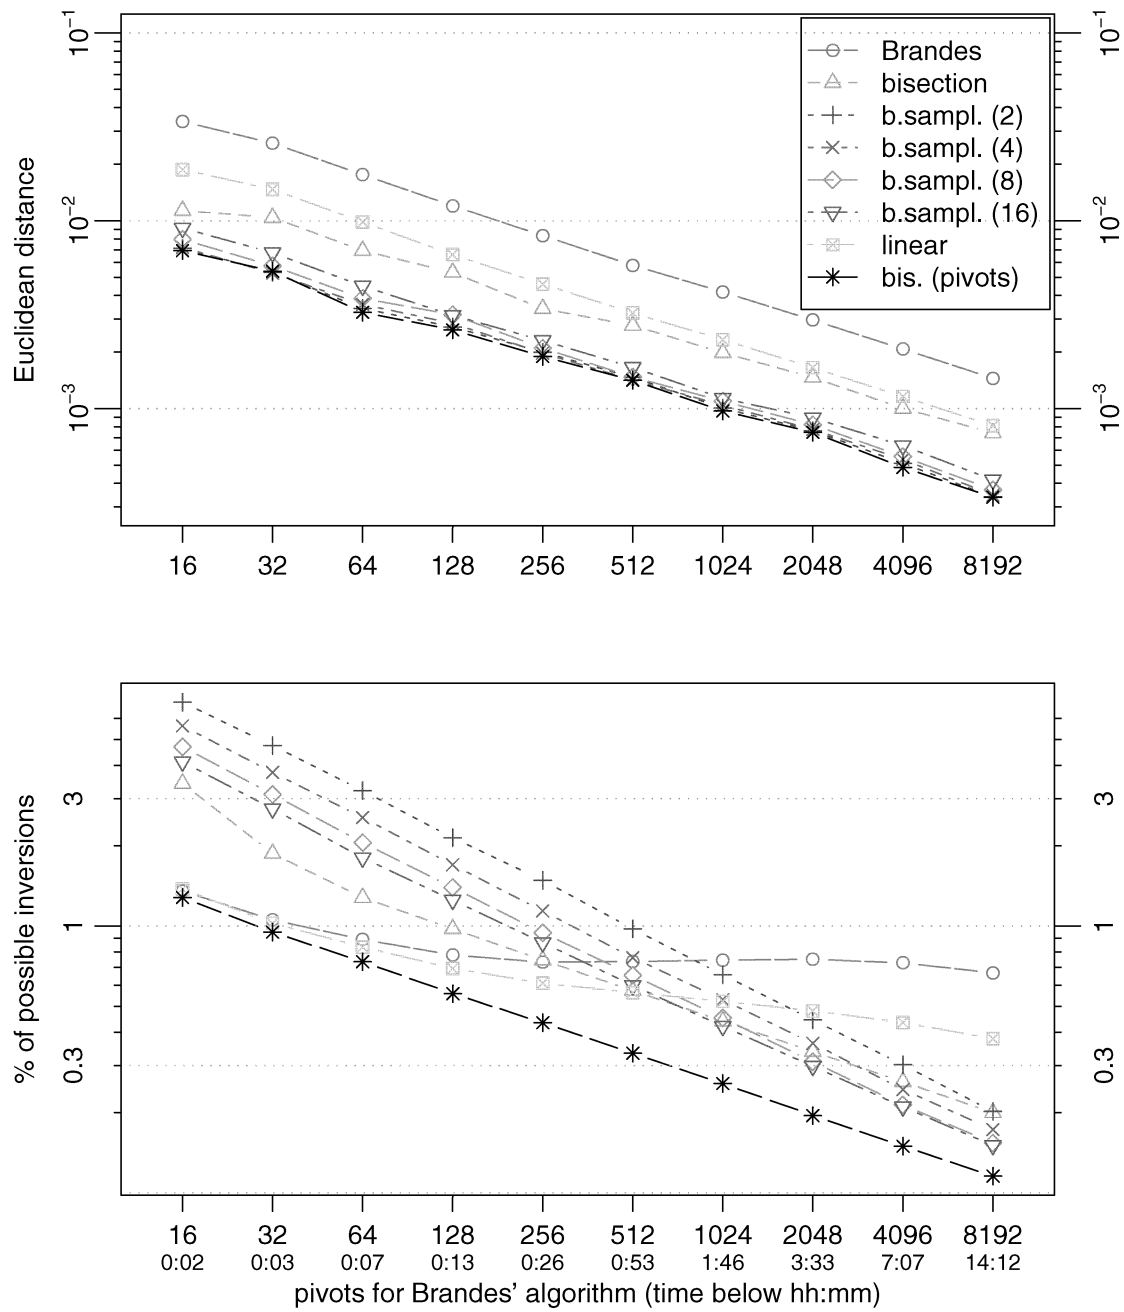 10⁻¹
10⁻²
10⁻³
Euclidean distance
10⁻¹
10⁻²
10⁻³
Brandes
bisection
b.sampl. (2)
b.sampl. (4)
b.sampl. (8)
b.sampl. (16)
linear
bis. (pivots)
16 32 64 128 256 512 1024 2048 4096 8192
% of possible inversions
3
1
0.3
3
1
0.3
16 32 64 128 256 512 1024 2048 4096 8192
0:02 0:03 0:07 0:13 0:26 0:53 1:46 3:33 7:07 14:12
pivots for Brandes' algorithm (time below hh:mm)